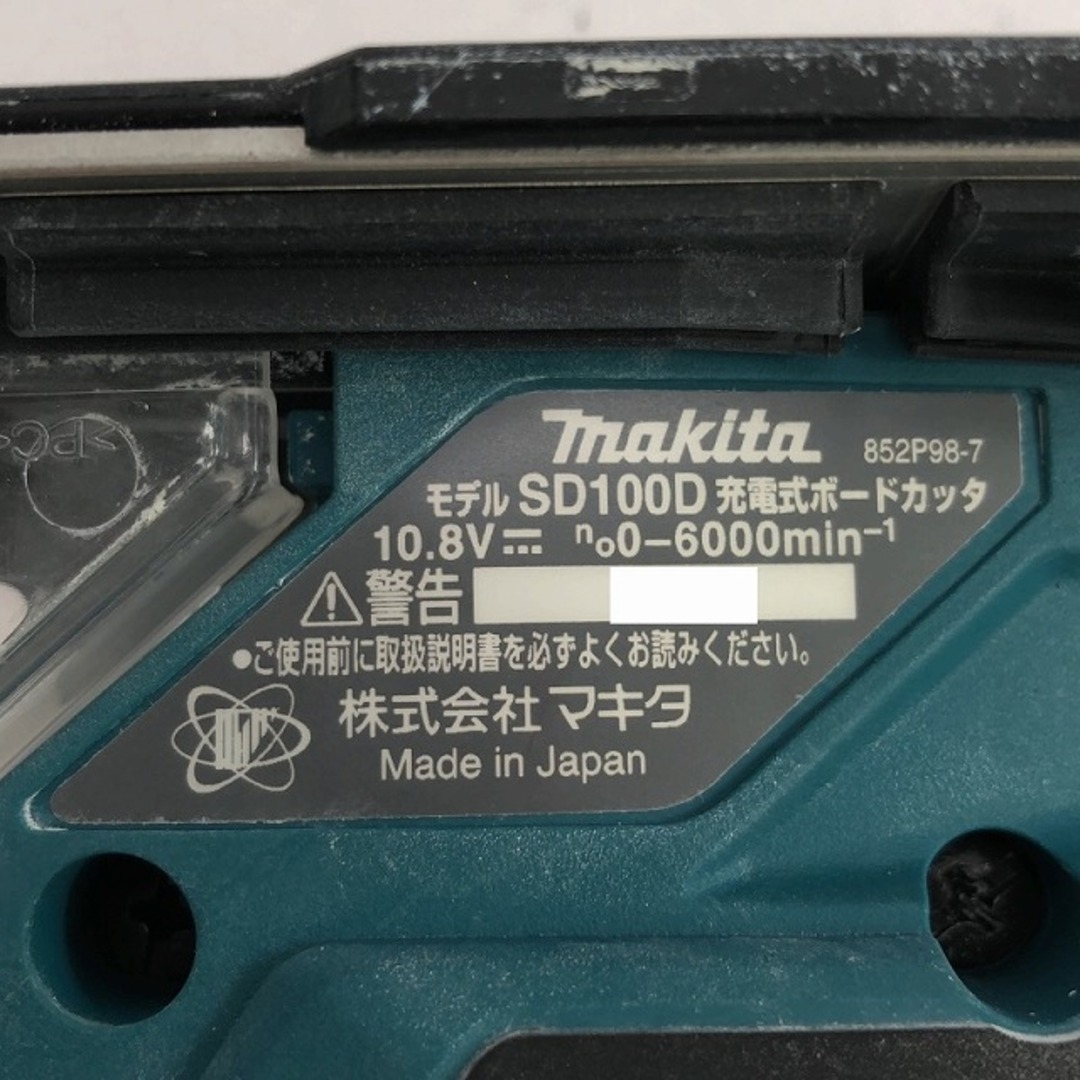 >PC<
makita 852P98-7
モデル SD100D 充電式ボードカッタ
10.8V⎓ n₀0−6000min⁻¹
⚠警告
●ご使用前に取扱説明書を必ずよくお読みください。
株式会社 マキタ
Made in Japan